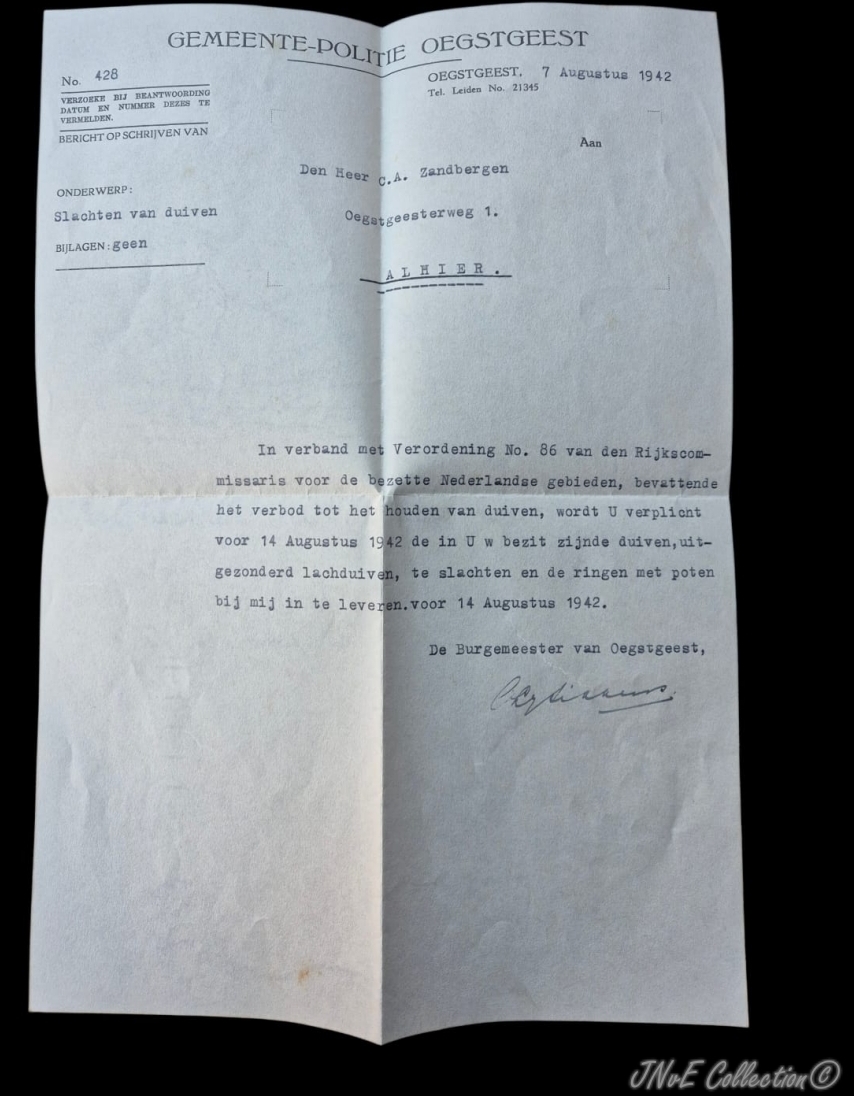 GEMEENTE-POLITIE OEGSTGEEST
No. 428
VERZOEKE BIJ BEANTWOORDING
DATUM EN NUMMER DEZES TE
VERMELDEN.
BERICHT OP SCHRIJVEN VAN
OEGSTGEEST, 7 Augustus 1942
Tel. Leiden No. 21345
Aan
Den Heer C.A. Zandbergen
Oegstgeesterweg 1.
ALHIER.
ONDERWERP:
Slachten van duiven
BIJLAGEN: geen
In verband met Verordening No. 86 van den Rijkscom-
missaris voor de bezette Nederlandse gebieden, bevattende
het verbod tot het houden van duiven, wordt U verplicht
voor 14 Augustus 1942 de in U w bezit zijnde duiven,uit-
gezonderd lachduiven, te slachten en de ringen met poten
bij mij in te leveren.voor 14 Augustus 1942.
De Burgemeester van Oegstgeest,
JNvE Collection©